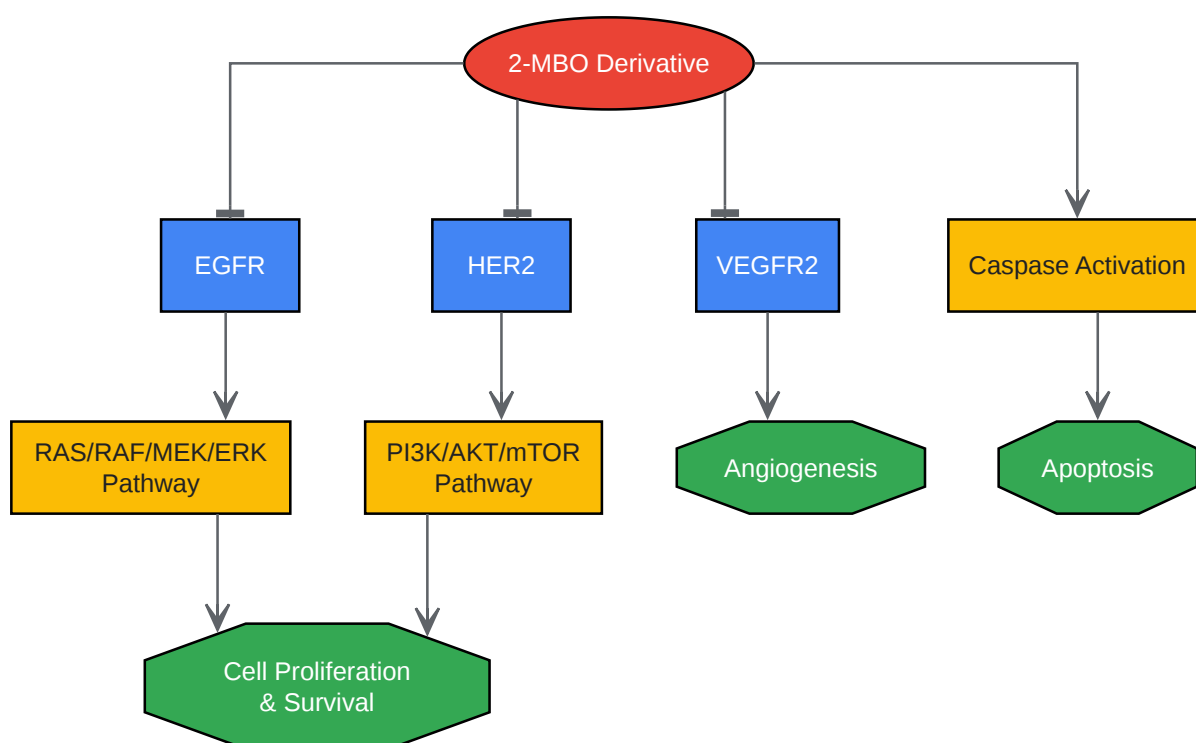 2-MBO Derivative
EGFR
HER2
VEGFR2
Caspase Activation
RAS/RAF/MEK/ERK
Pathway
PI3K/AKT/mTOR
Pathway
Angiogenesis
Apoptosis
Cell Proliferation
& Survival